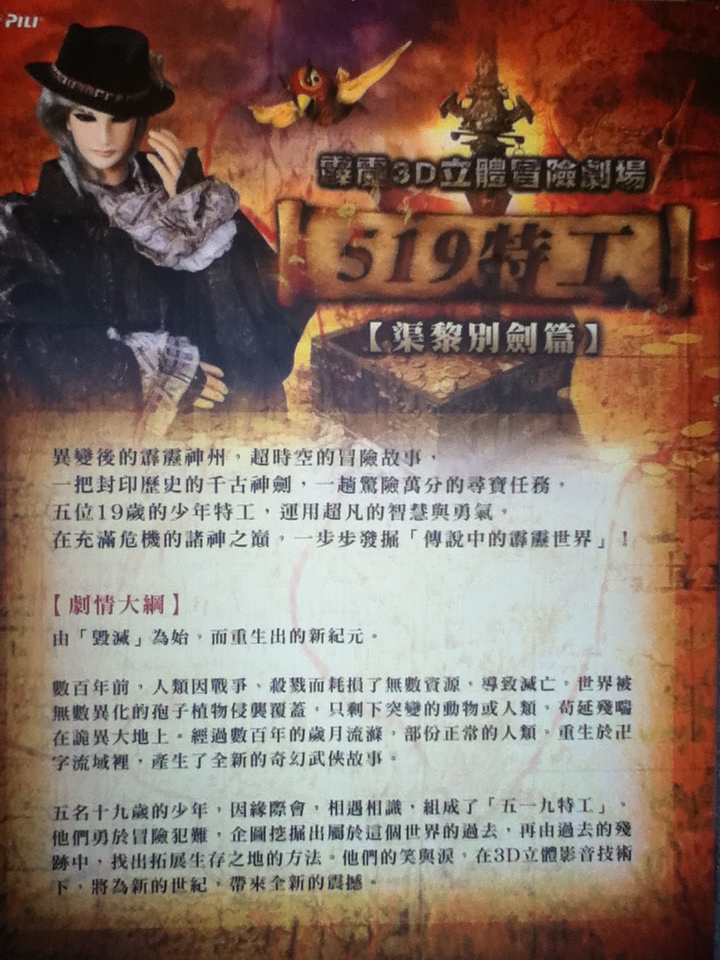 PILI
霹靂3D立體冒險劇場
519特工
【渠黎別劍篇】
異變後的霹靂神州，超時空的冒險故事，
一把封印歷史的千古神劍，一趟驚險萬分的尋寶任務。
五位19歲的少年特工，運用超凡的智慧與勇氣。
在充滿危機的諸神之巔，一步步發掘「傳說中的霹靂世界」！
【劇情大綱】
由「毀滅」為始，而重生出的新紀元。
數百年前，人類因戰爭、殺戮而耗損了無數資源，導致滅亡。世界被
無數異化的孢子植物侵襲覆蓋，只剩下突變的動物或人類，苟延殘喘
在詭異大地上。經過數百年的歲月流滌，部份正常的人類，重生於卍
字流域裡，產生了全新的奇幻武俠故事。
五名十九歲的少年，因緣際會，相遇相識，組成了「五一九特工」。
他們勇於冒險犯難，企圖挖掘出屬於這個世界的過去，再由過去的殘
跡中，找出拓展生存之地的方法。他們的笑與淚，在3D立體影音技術
下，將為新的世紀，帶來全新的震撼。